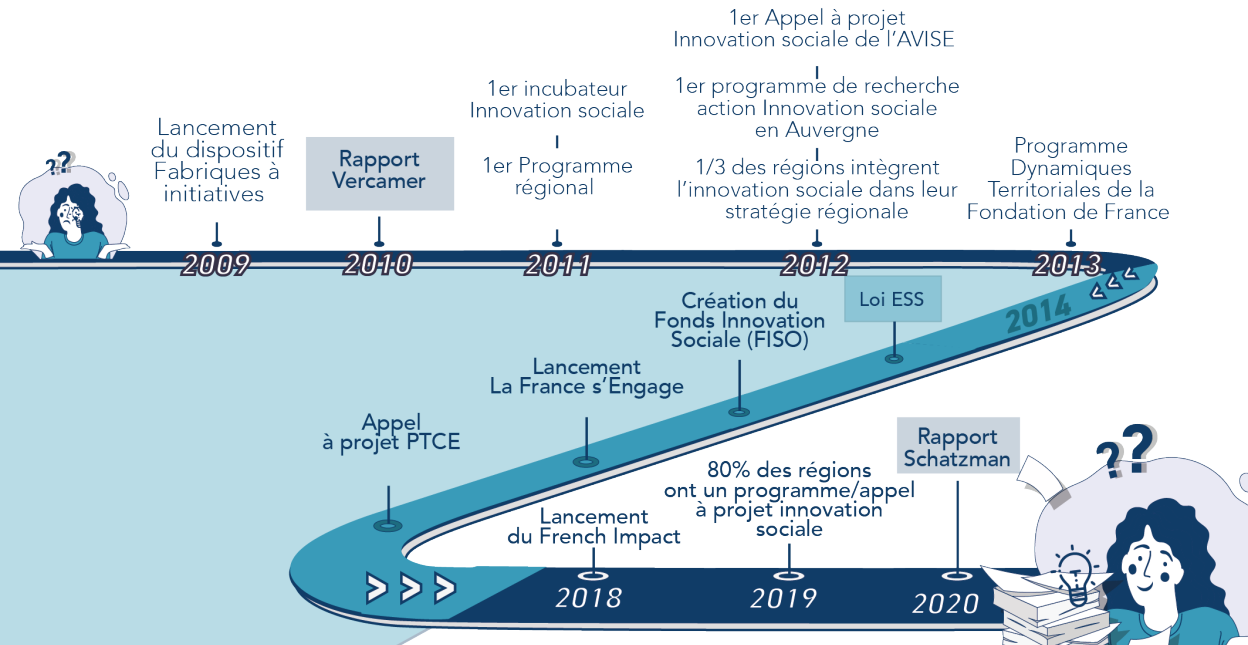 Lancement
du dispositif
Fabriques à
initiatives
2009
Rapport
Vercamer
2010
1er incubateur
Innovation sociale
1er Programme
régional
2011
1er Appel à projet
Innovation sociale de l'AVISE
1er programme de recherche
action Innovation sociale
en Auvergne
1/3 des régions intègrent
l'innovation sociale dans leur
stratégie régionale
2012
Programme
Dynamiques
Territoriales de la
Fondation de France
2013
2014
Loi ESS
Création du
Fonds Innovation
Sociale (FISO)
Lancement
La France s'Engage
Appel
à projet PTCE
Lancement
du French Impact
2018
80% des régions
ont un programme/appel
à projet innovation
sociale
2019
Rapport
Schatzman
2020
??
??